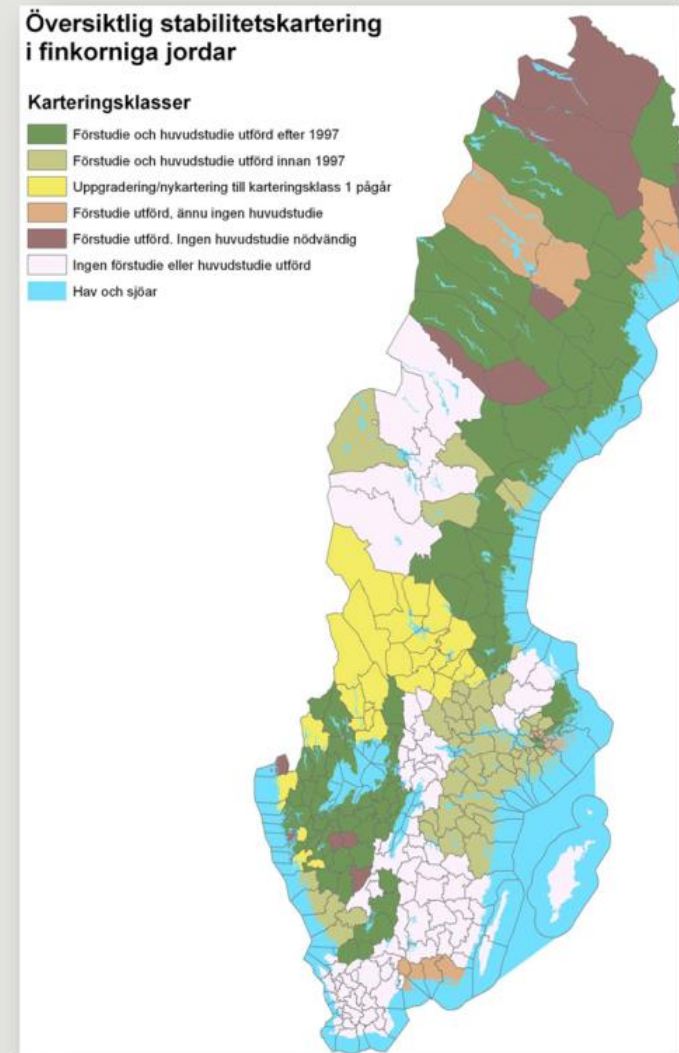 Översiktlig stabilitetskartering
i finkorniga jordar
Karteringsklasser
Förstudie och huvudstudie utförd efter 1997
Förstudie och huvudstudie utförd innan 1997
Uppgradering/nykartering till karteringsklass 1 pågår
Förstudie utförd, ännu ingen huvudstudie
Förstudie utförd. Ingen huvudstudie nödvändig
Ingen förstudie eller huvudstudie utförd
Hav och sjöar